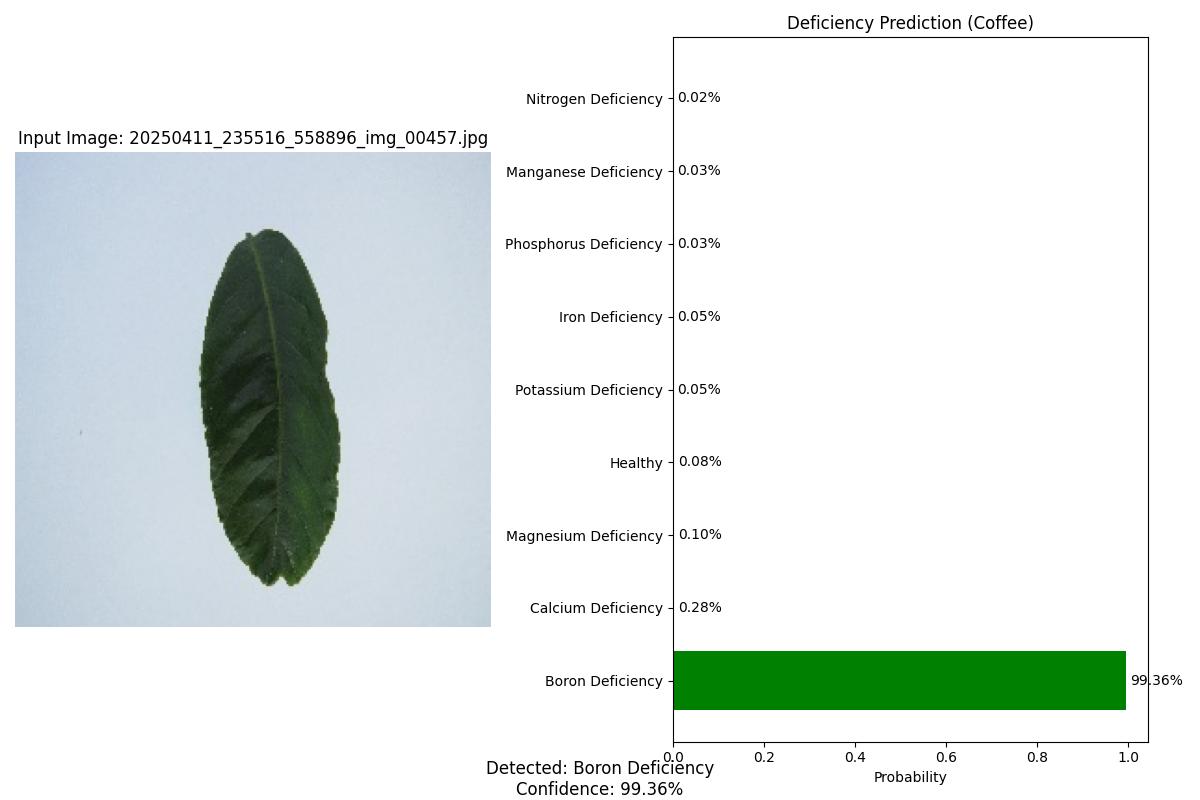 Deficiency Prediction (Coffee)
Input Image: 20250411_235516_558896_img_00457.jpg
Nitrogen Deficiency 0.02%
Manganese Deficiency 0.03%
Phosphorus Deficiency 0.03%
Iron Deficiency 0.05%
Potassium Deficiency 0.05%
Healthy 0.08%
Magnesium Deficiency 0.10%
Calcium Deficiency 0.28%
Boron Deficiency 99.36%
0.0 0.2 0.4 0.6 0.8 1.0
Probability
Detected: Boron Deficiency
Confidence: 99.36%